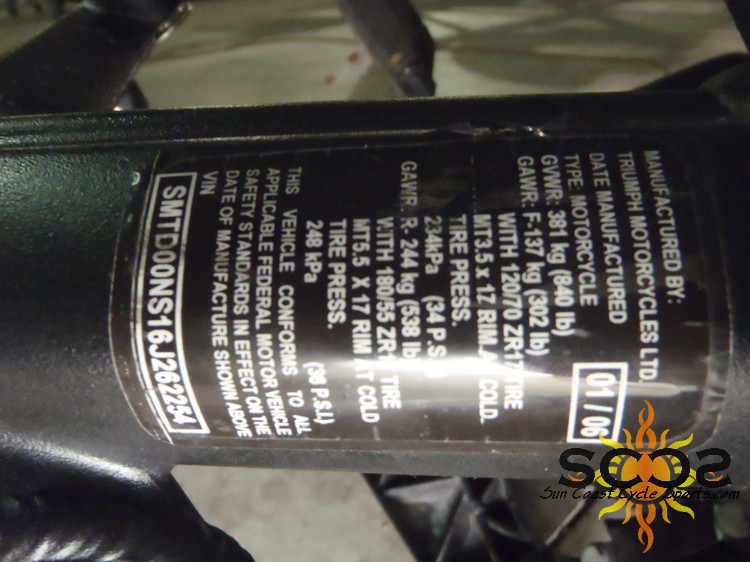 MANUFACTURED BY:
TRIUMPH MOTORCYCLES LTD
DATE MANUFACTURED 01 / 06
TYPE: MOTORCYCLE
GVWR: 381 kg (840 lb)
GAWR: F-137 kg (302 lb)
WITH 120/70 ZR17 TIRE
MT3.5 x 17 RIM AT COLD.
TIRE PRESS.
234kPa (34 P.S.I.)
GAWR: R- 244 kg (538 lb)
WITH 180/55 ZR TIRE
MT5.5 X 17 RIM AT COLD
TIRE PRESS.
248 kPa (36 P.S.I.)
THIS VEHICLE CONFORMS TO ALL
APPLICABLE FEDERAL MOTOR VEHICLE
SAFETY STANDARDS IN EFFECT ON THE
DATE OF MANUFACTURE SHOWN ABOVE
VIN
SMTD00NS16J262254
SCCS
Sun Coast Cycle Sports.com